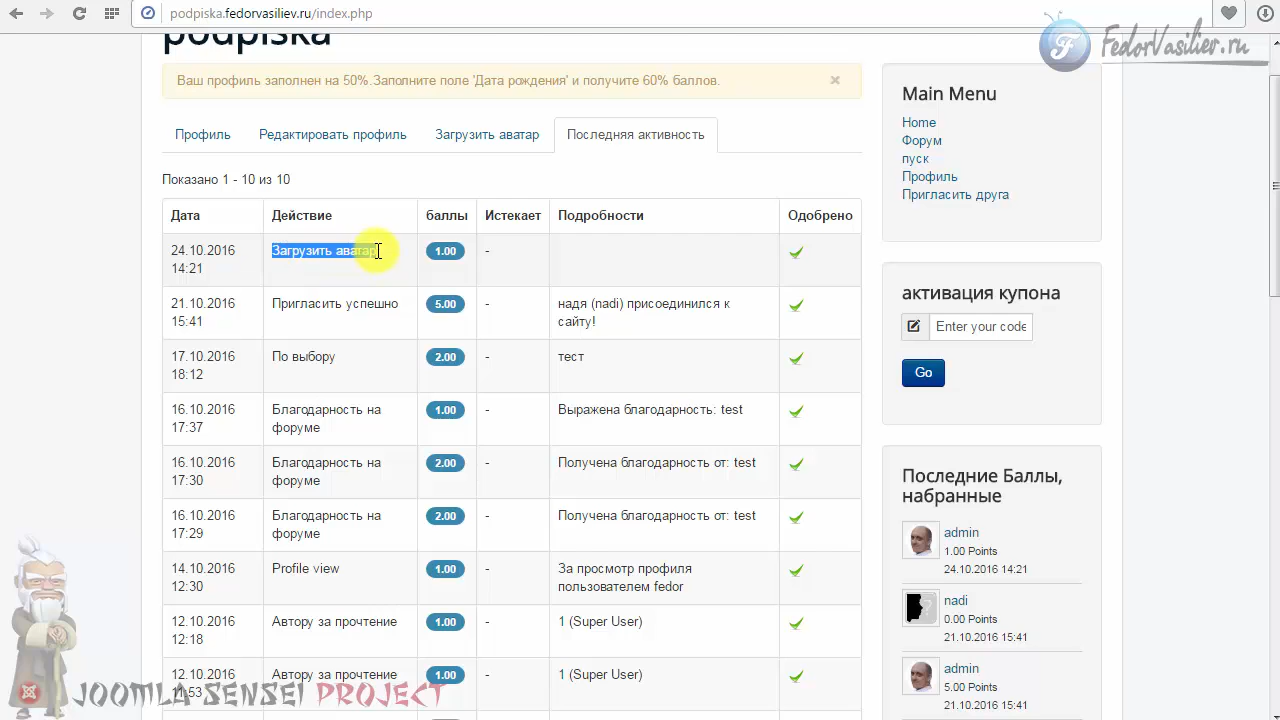 podpiska.fedorvasiliev.ru/index.php
FedorVasiliev.ru
podpiska
Ваш профиль заполнен на 50%.Заполните поле 'Дата рождения' и получите 60% баллов. ×
Профиль Редактировать профиль Загрузить аватар Последняя активность
Показано 1 - 10 из 10
Дата Действие баллы Истекает Подробности Одобрено
24.10.2016 Загрузить аватар 1.00 -
14:21
21.10.2016 Пригласить успешно 5.00 - надя (nadi) присоединился к
15:41 сайту!
17.10.2016 По выбору 2.00 - тест
18:12
16.10.2016 Благодарность на 1.00 - Выражена благодарность: test
17:37 форуме
16.10.2016 Благодарность на 2.00 - Получена благодарность от: test
17:30 форуме
16.10.2016 Благодарность на 2.00 - Получена благодарность от: test
17:29 форуме
14.10.2016 Profile view 1.00 - За просмотр профиля
12:30 пользователем fedor
12.10.2016 Автору за прочтение 1.00 - 1 (Super User)
12:18
12.10.2016 Автору за прочтение 1.00 - 1 (Super User)
11:53
JOOMLA-SENSEI PROJECT
Main Menu
Home
Форум
пуск
Профиль
Пригласить друга
активация купона
Enter your code
Go
Последние Баллы,
набранные
admin
1.00 Points
24.10.2016 14:21
nadi
0.00 Points
21.10.2016 15:41
admin
5.00 Points
21.10.2016 15:41